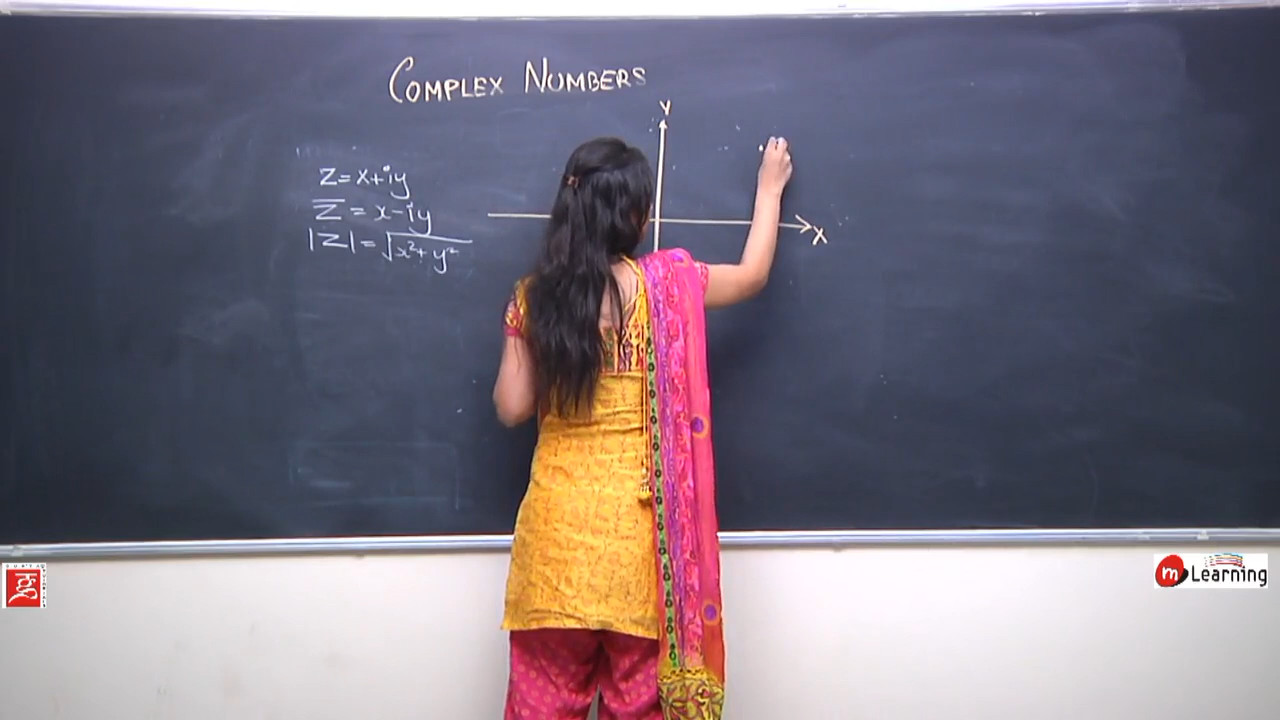 COMPLEX NUMBERS
Y
Z = x + iy
Z̅ = x - iy
|Z| = √x² + y²
X
m Learning